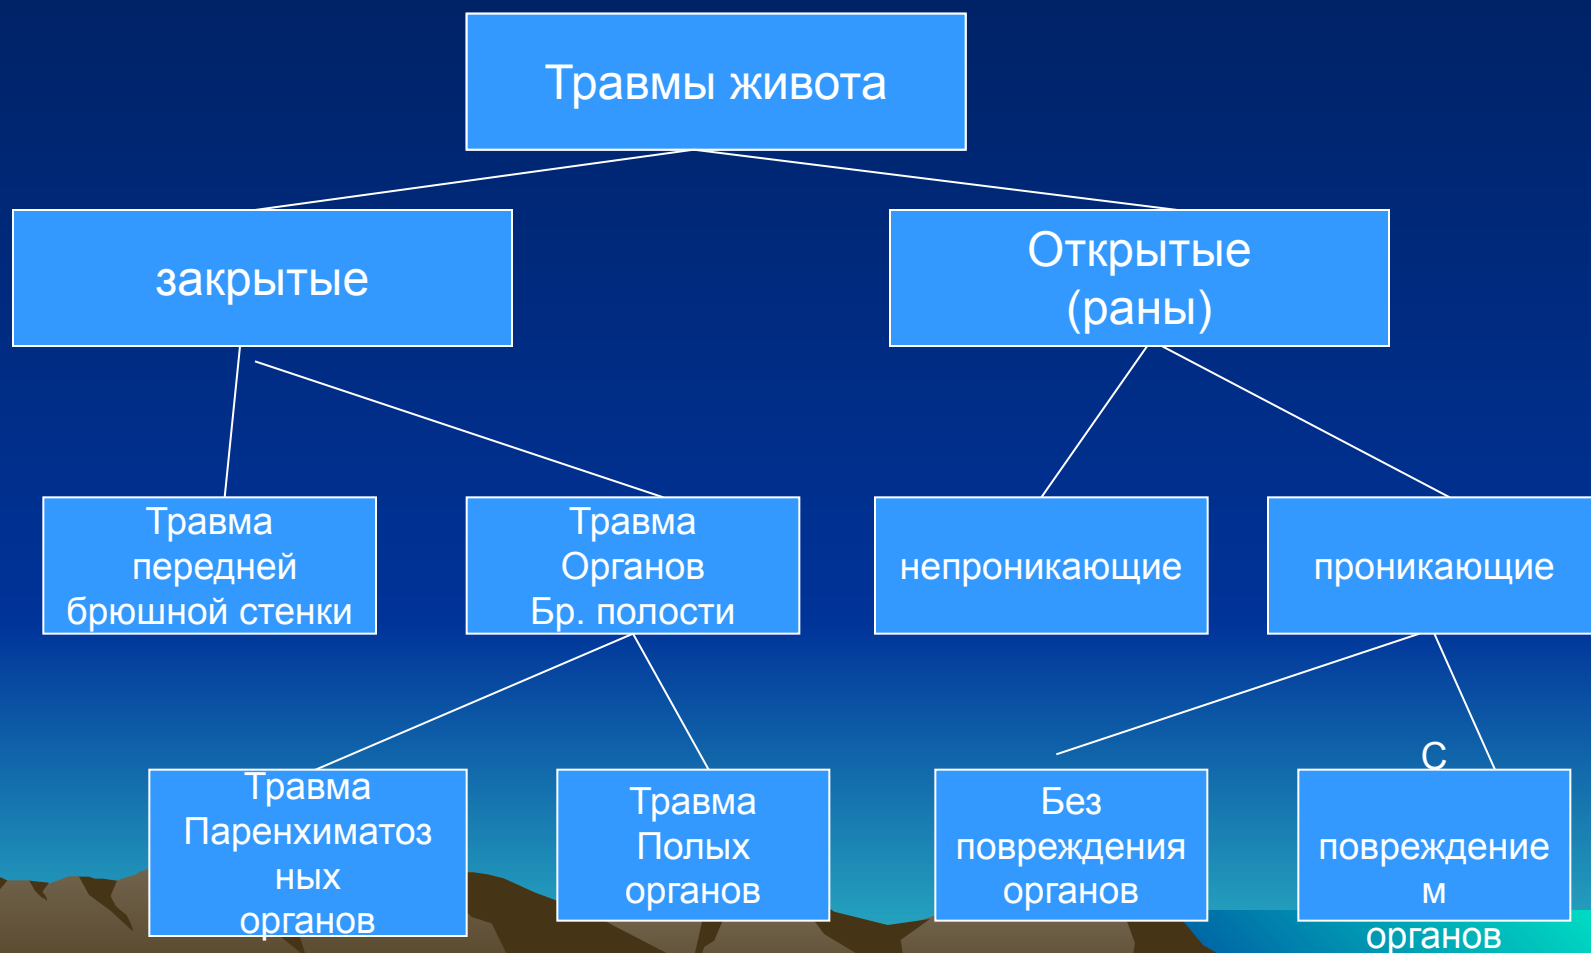 Травмы живота
закрытые
Открытые
(раны)
Травма
передней
брюшной стенки
Травма
Органов
Бр. полости
непроникающие
проникающие
Травма
Паренхиматоз
ных
органов
Травма
Полых
органов
Без
повреждения
органов
С
повреждение
м
органов